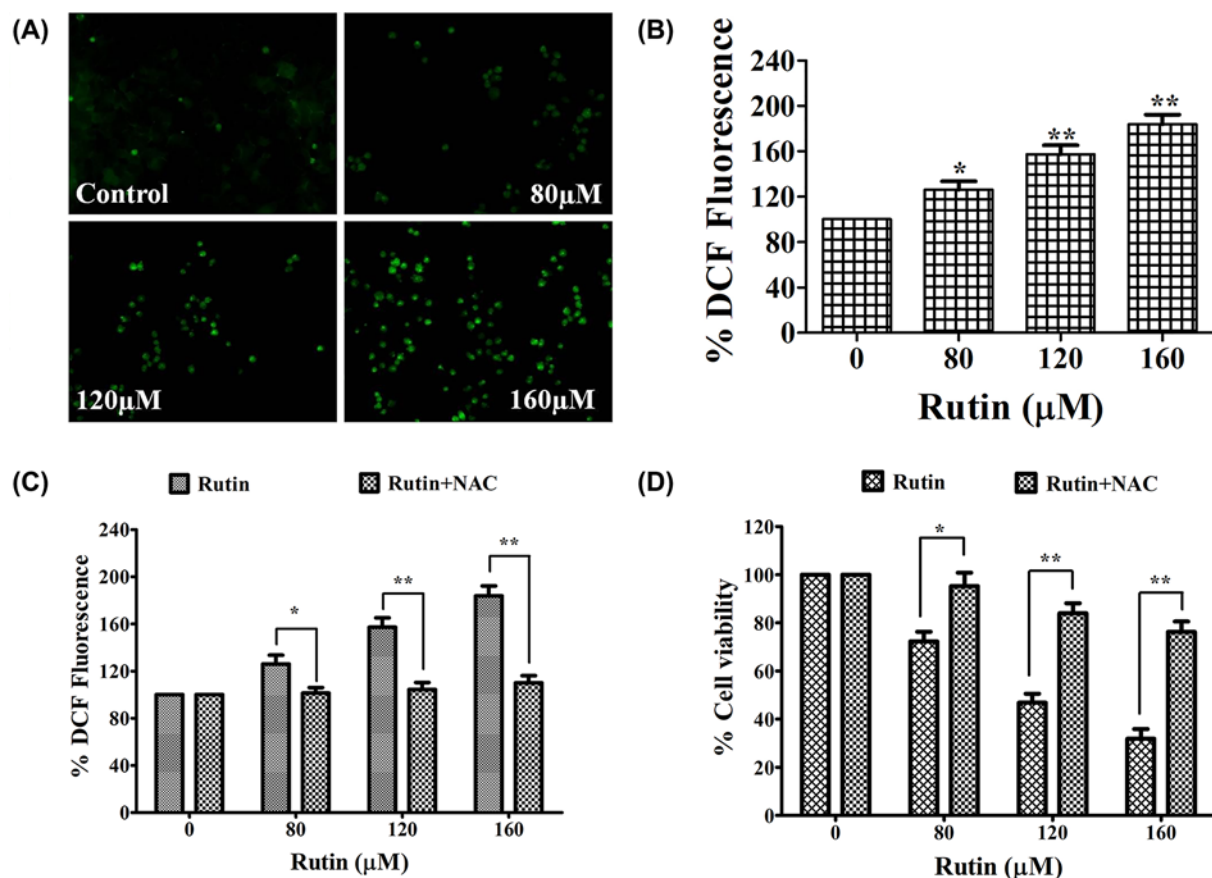 (A)
Control
80μM
120μM
160μM
(B)
% DCF Fluorescence
240
200
160
120
80
40
0
*
**
**
0 80 120 160
Rutin (μM)
(C)
Rutin Rutin+NAC
% DCF Fluorescence
240
200
160
120
80
40
0
*
**
**
0 80 120 160
Rutin (μM)
(D)
Rutin Rutin+NAC
% Cell viability
120
100
80
60
40
20
0
*
**
**
0 80 120 160
Rutin (μM)